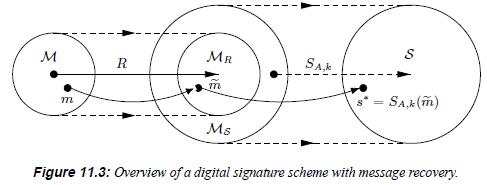 M R M_R S_{A,k} S
m m̃ s* = S_{A,k}(m̃)
M_S
Figure 11.3: Overview of a digital signature scheme with message recovery.